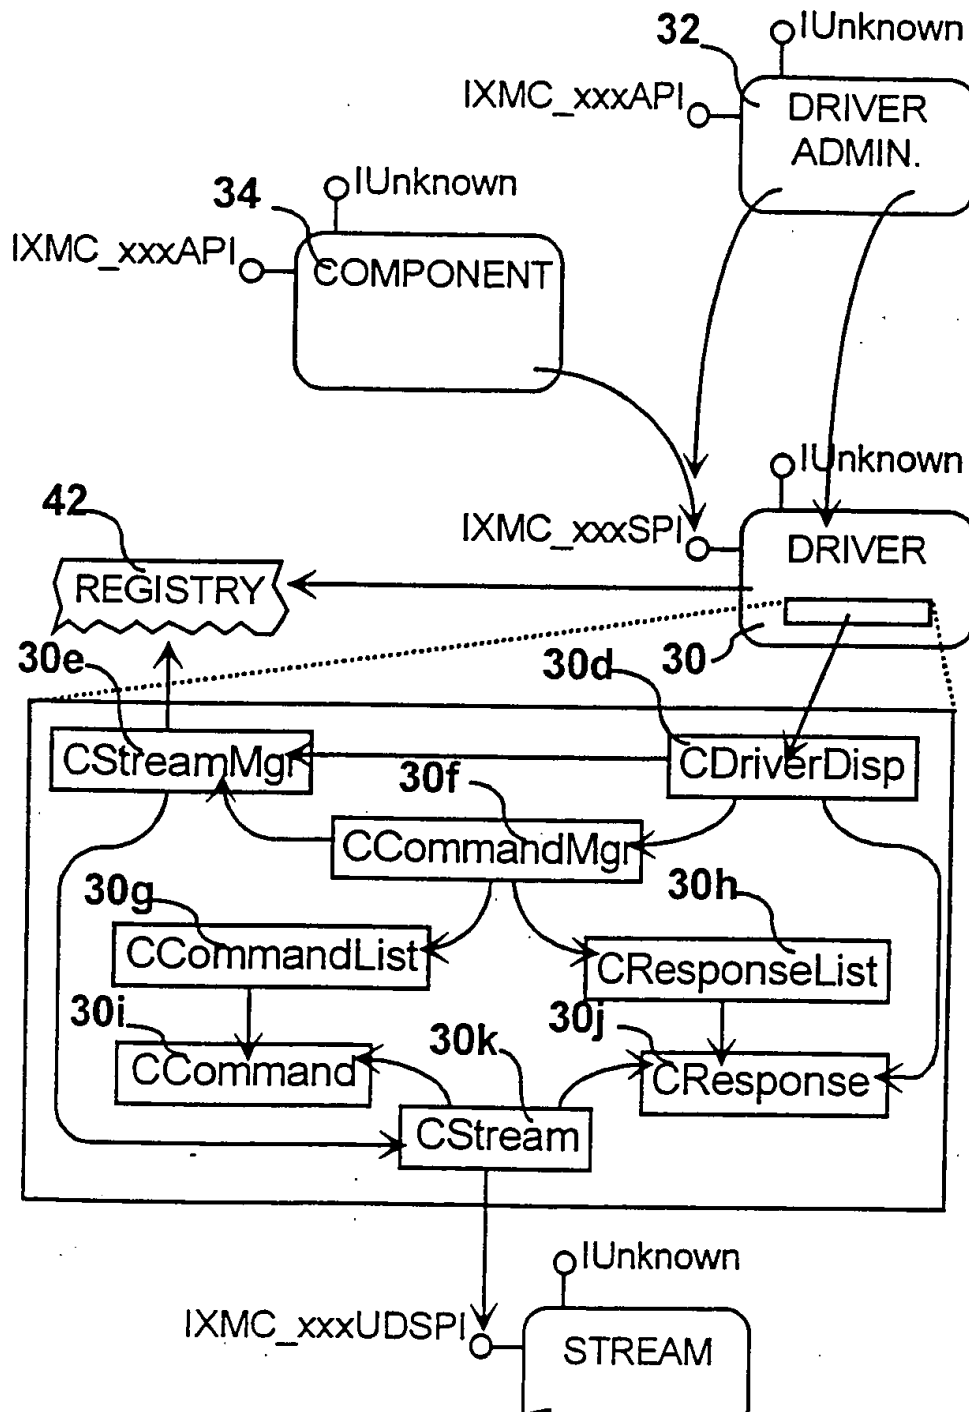 32
IUnknown
IXMC_xxxAPI
DRIVER
ADMIN.
34
IUnknown
IXMC_xxxAPI
COMPONENT
IUnknown
42
IXMC_xxxSPI
DRIVER
REGISTRY
30e
30d
30
CStreamMgr
CDriverDisp
30f
CCommandMgr
30g
30h
CCommandList
CResponseList
30i
30k
30j
CCommand
CResponse
CStream
IUnknown
IXMC_xxxUDSPI
STREAM